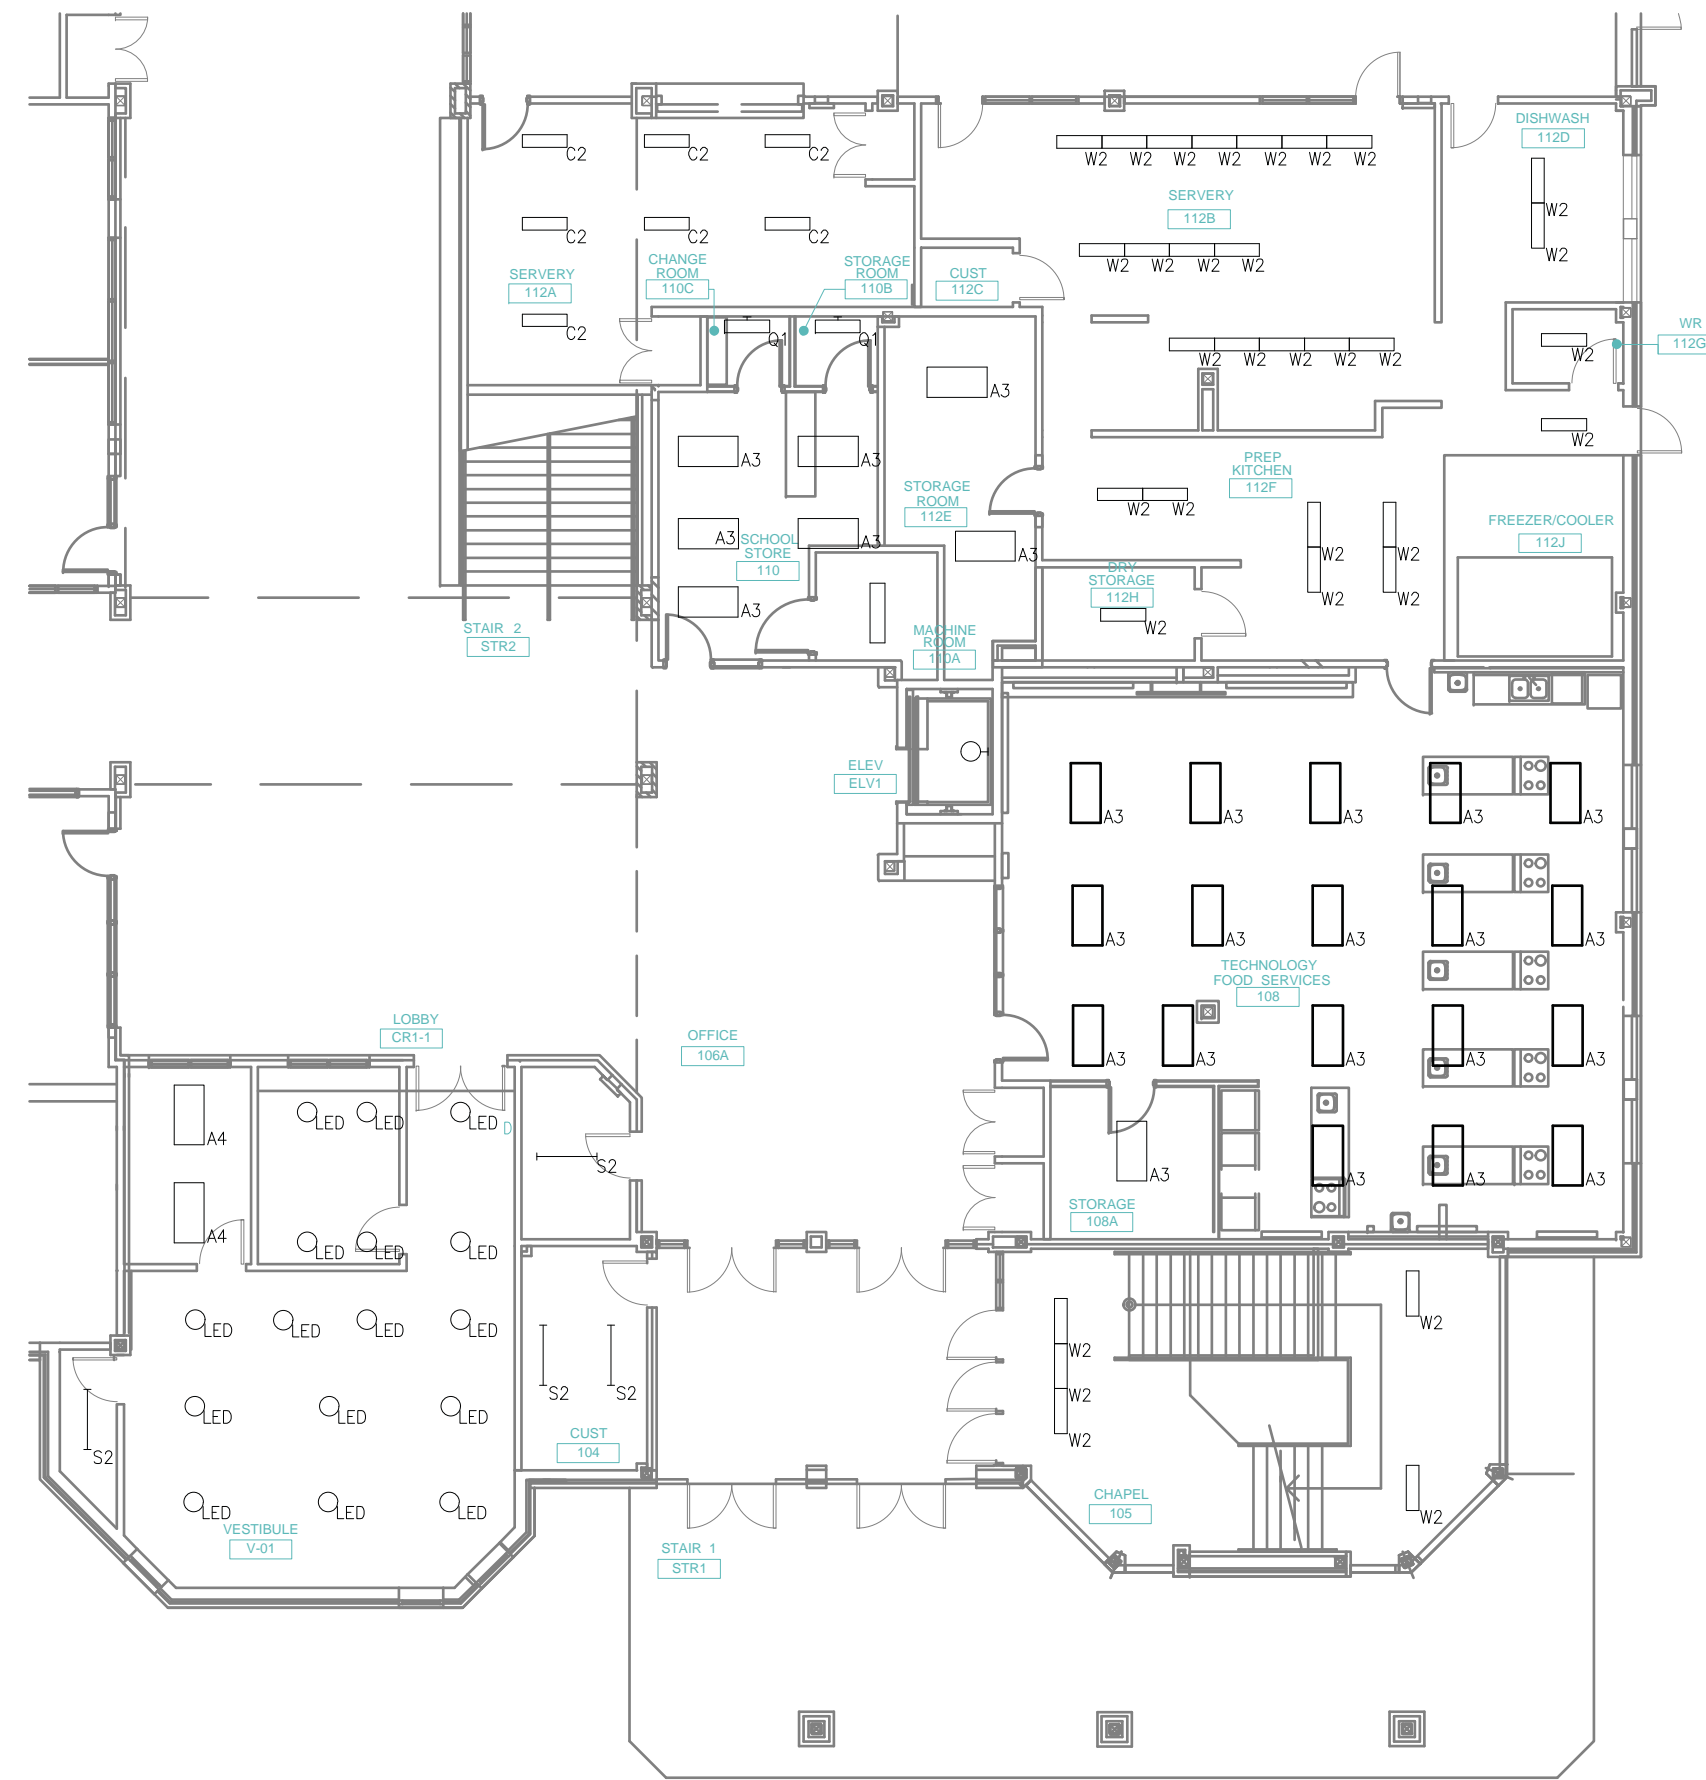 DISHWASH
112D
C2 C2 C2
W2 W2 W2 W2 W2 W2 W2
SERVERY
112B
W2
C2 C2 C2
CHANGE
ROOM
110C
STORAGE
ROOM
110B
SERVERY
112A
CUST
112C
W2 W2 W2 W2
W2
C2
Q1 Q1
WR
112G
W2 W2 W2 W2 W2
W2
A3
W2
A3 A3
PREP
KITCHEN
112F
STORAGE
ROOM
112E
W2 W2
FREEZER/COOLER
112J
A3 SCHOOL
STORE
110
A3
A3
W2 W2
DRY
STORAGE
112H
A3
W2 W2
W2
STAIR 2
STR2
MACHINE
ROOM
110A
ELEV
ELV1
A3 A3 A3 A3 A3
A3 A3 A3 A3 A3
TECHNOLOGY
FOOD SERVICES
108
LOBBY
CR1-1
OFFICE
106A
A3 A3 A3 A3 A3
LED LED LED
D
A4
S2
A3
A3 A3 A3
STORAGE
108A
A4
LED LED LED
LED LED LED LED
W2
W2
S2 S2
W2
LED LED LED
CUST
104
W2
S2
CHAPEL
105
W2
LED LED LED
VESTIBULE
V-01
STAIR 1
STR1